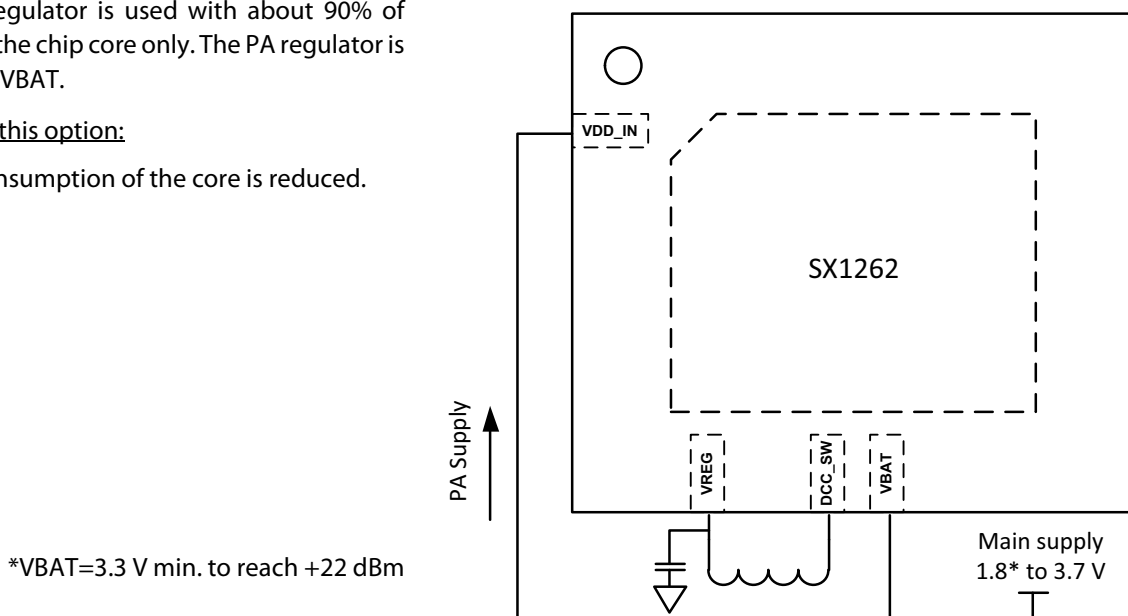 egulator is used with about 90% of
the chip core only. The PA regulator is
VBAT.
this option:
nsumption of the core is reduced.
*VBAT=3.3 V min. to reach +22 dBm
PA Supply
VDD_IN
SX1262
VREG
DCC_SW
VBAT
Main supply
1.8* to 3.7 V